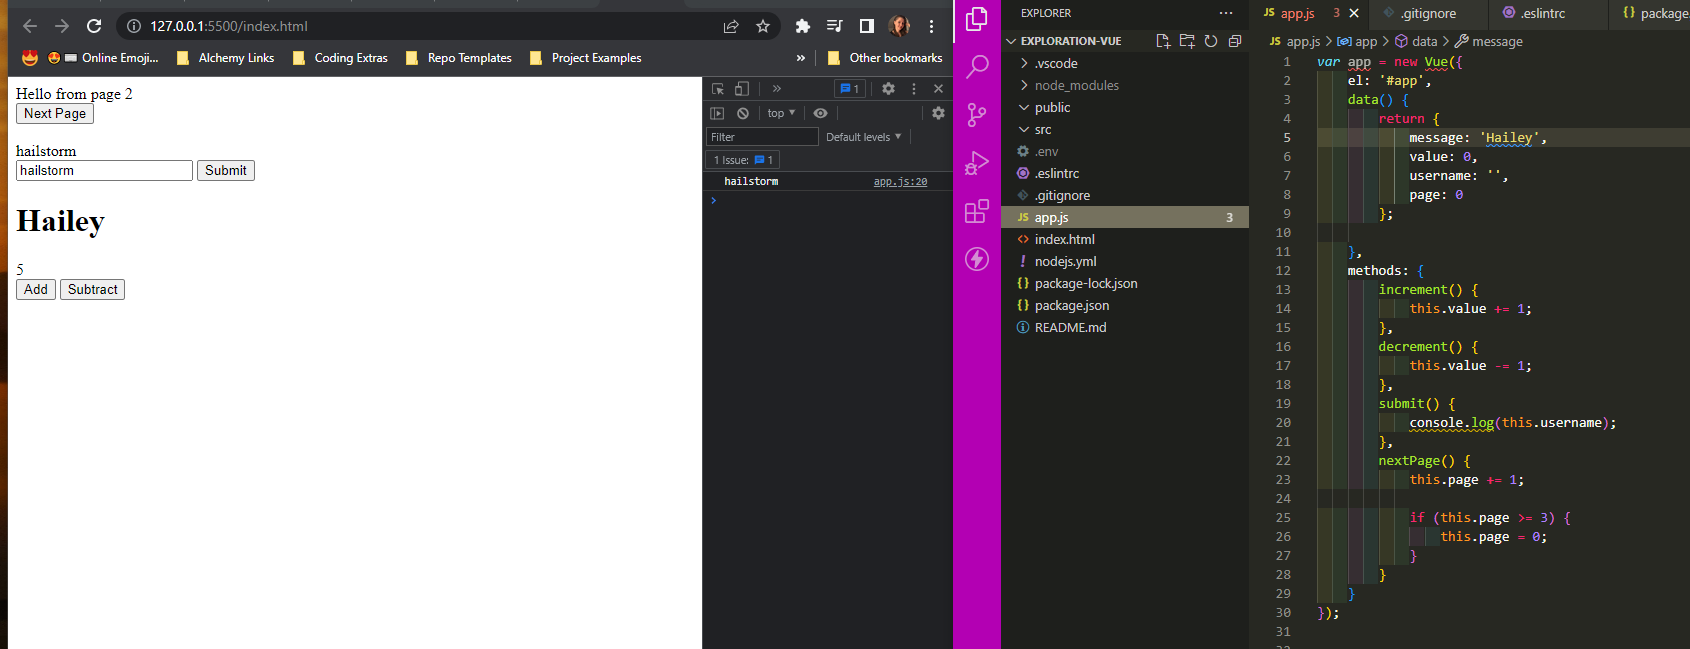 127.0.0.1:5500/index.html
Online Emoji...
Alchemy Links
Coding Extras
Repo Templates
Project Examples
»
Other bookmarks
Hello from page 2
Next Page
hailstorm
hailstorm
Submit
Hailey
5
Add
Subtract
» 1
top
Filter
Default levels
1 Issue: 1
hailstorm app.js:20
>
EXPLORER ...
EXPLORATION-VUE
.vscode
node_modules
public
src
.env
.eslintrc
.gitignore
JS app.js 3
<> index.html
! nodejs.yml
{} package-lock.json
{} package.json
README.md
JS app.js 3 × .gitignore .eslintrc {} package.
JS app.js > app > data > message
1 var app = new Vue({
2 el: '#app',
3 data() {
4 return {
5 message: 'Hailey',
6 value: 0,
7 username: '',
8 page: 0
9 };
10
11 },
12 methods: {
13 increment() {
14 this.value += 1;
15 },
16 decrement() {
17 this.value -= 1;
18 },
19 submit() {
20 console.log(this.username);
21 },
22 nextPage() {
23 this.page += 1;
24
25 if (this.page >= 3) {
26 this.page = 0;
27 }
28 }
29 }
30 });
31